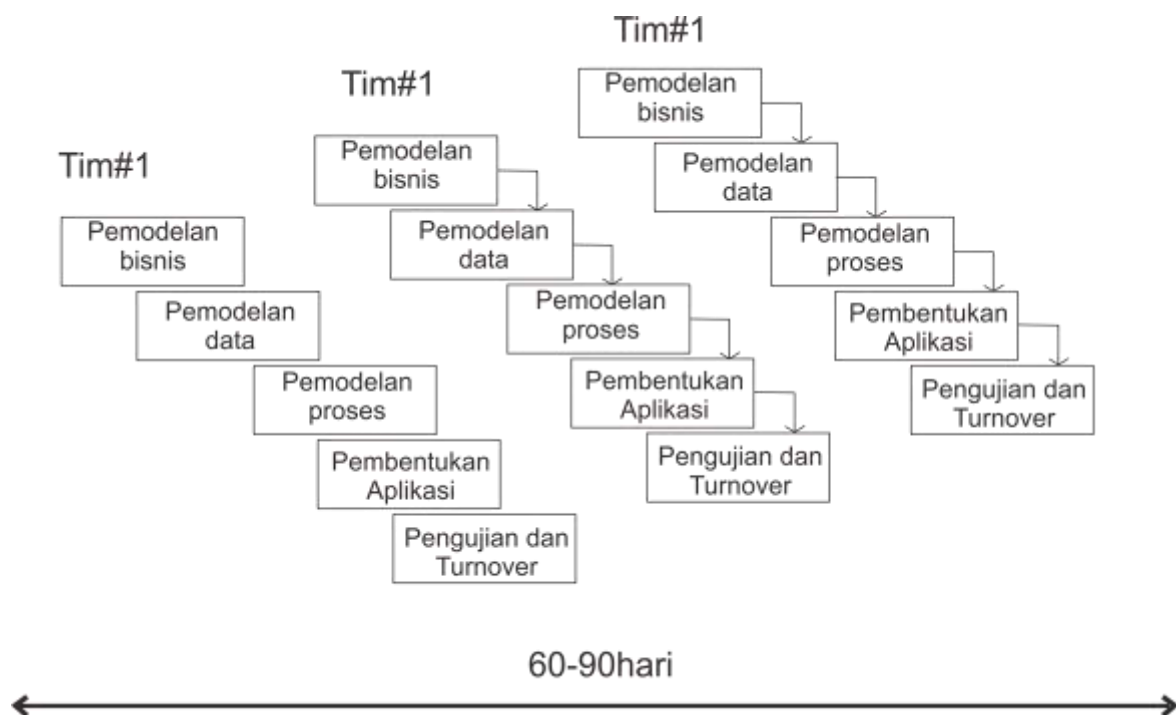 Tim#1
Pemodelan
bisnis
Pemodelan
data
Pemodelan
proses
Pembentukan
Aplikasi
Pengujian dan
Turnover
Tim#1
Pemodelan
bisnis
Pemodelan
data
Pemodelan
proses
Pembentukan
Aplikasi
Pengujian dan
Turnover
Tim#1
Pemodelan
bisnis
Pemodelan
data
Pemodelan
proses
Pembentukan
Aplikasi
Pengujian dan
Turnover
60-90hari